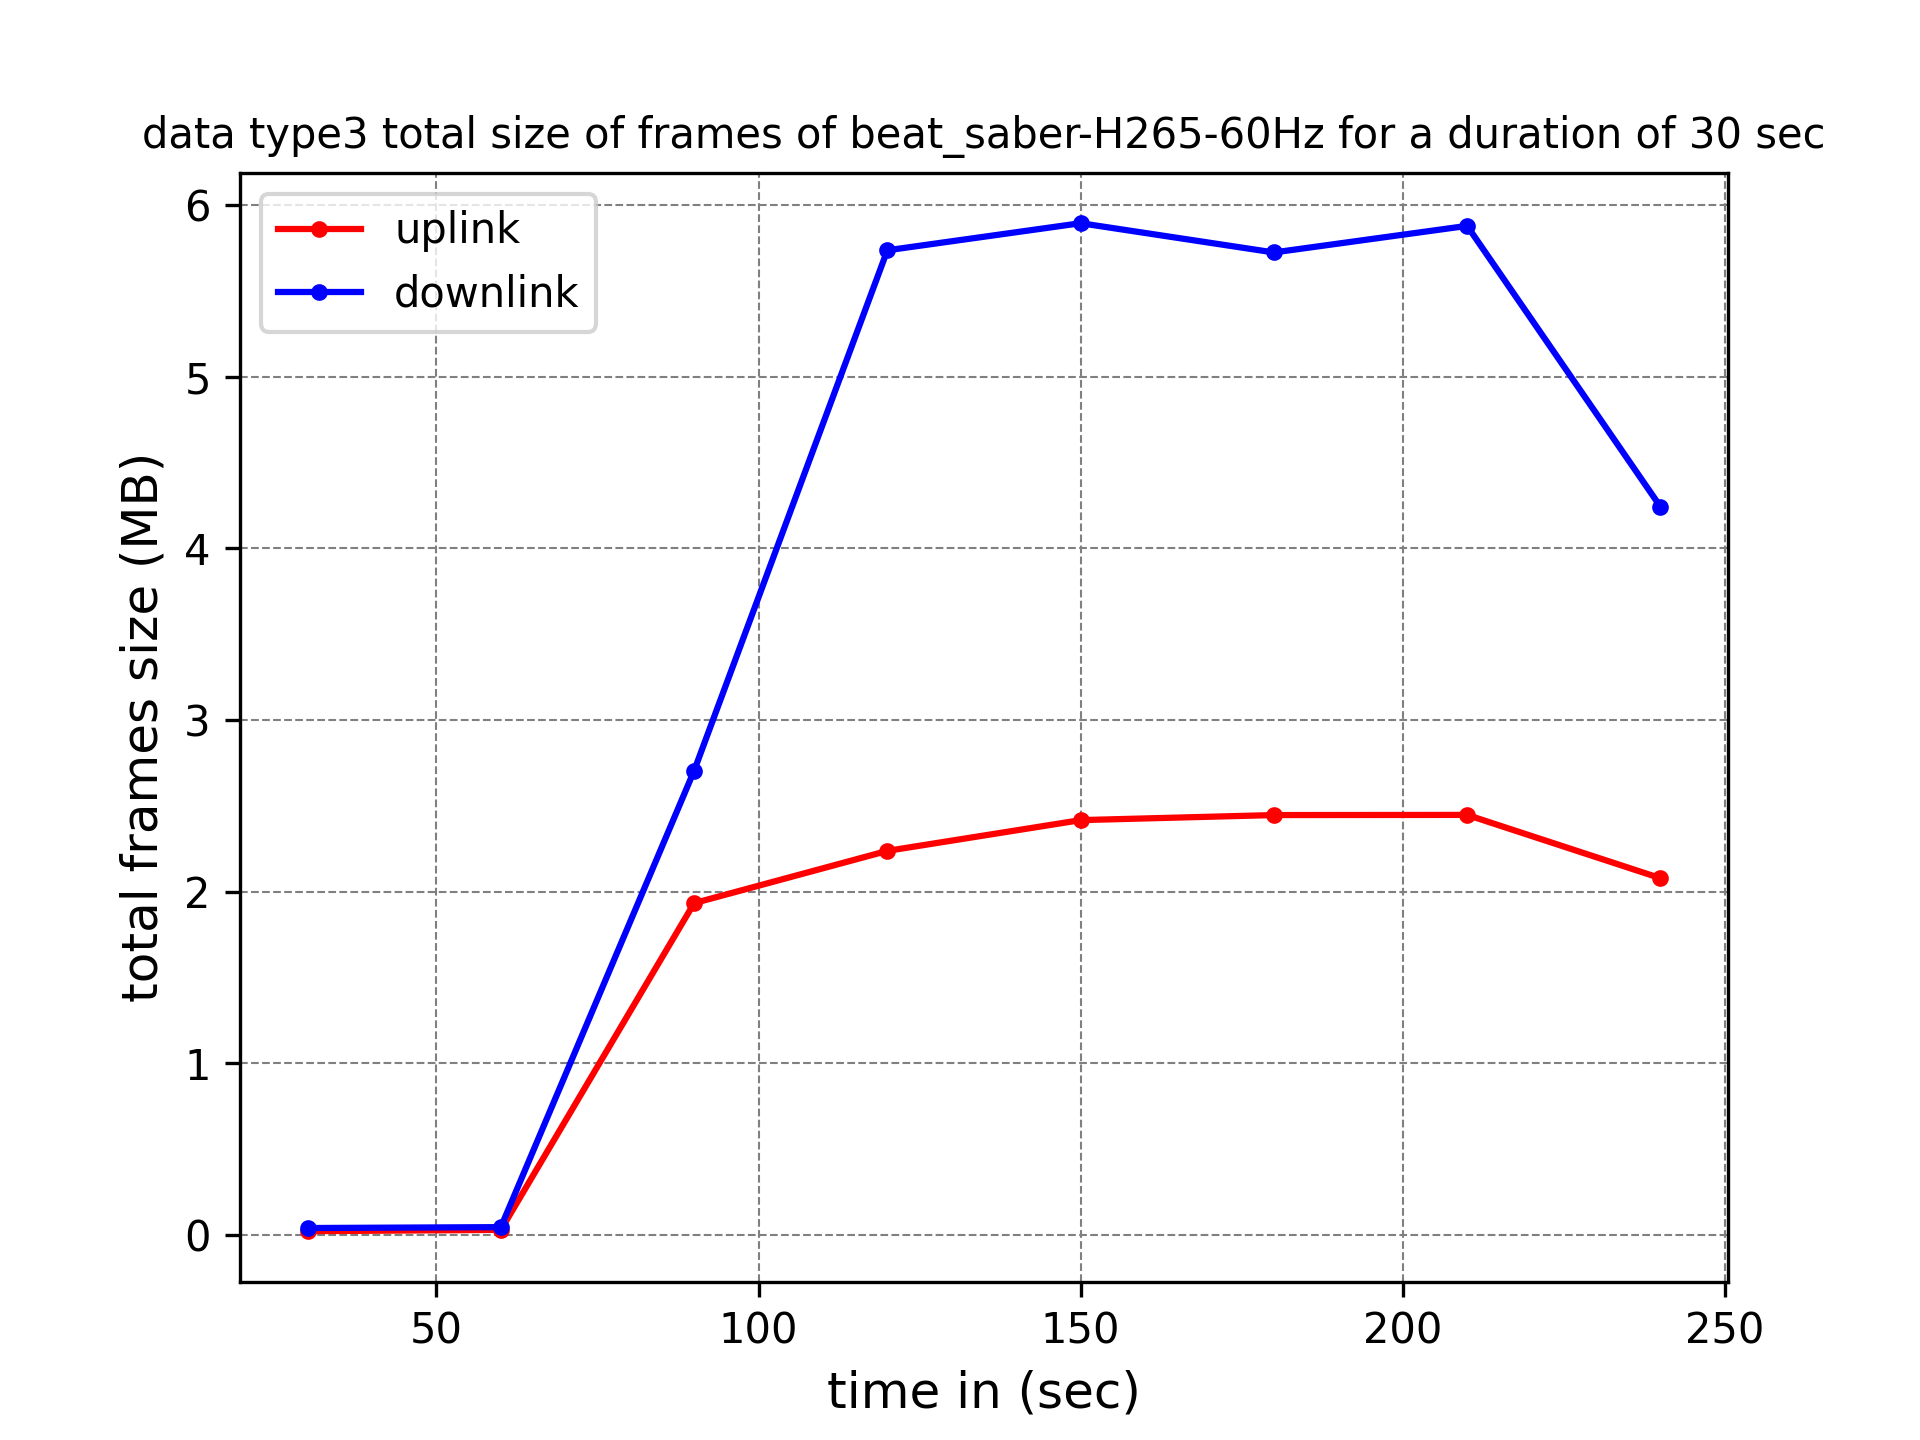 data type3 total size of frames of beat_saber-H265-60Hz for a duration of 30 sec
uplink
downlink
total frames size (MB)
6
5
4
3
2
1
0
50 100 150 200 250
time in (sec)